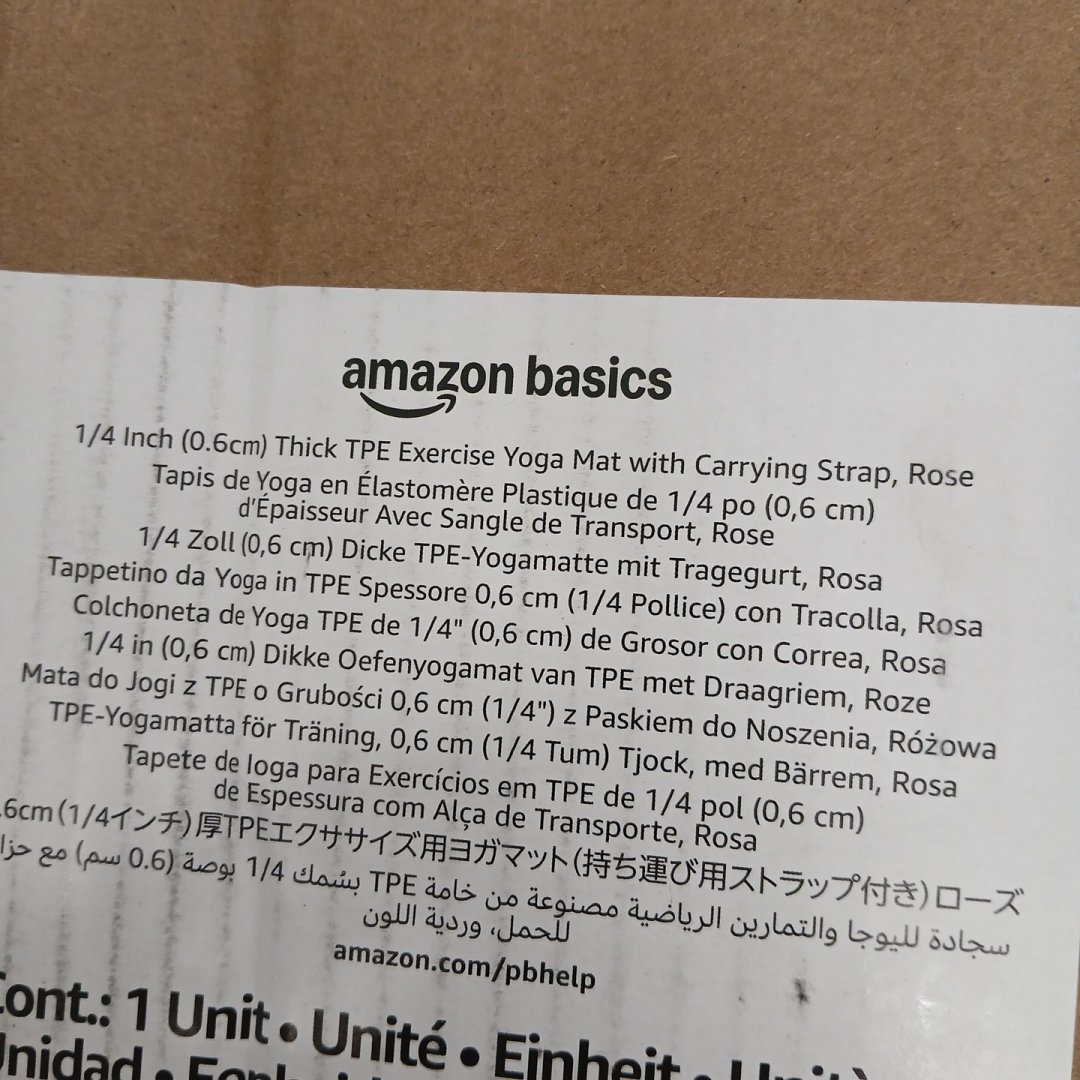 amazon basics
1/4 Inch (0.6cm) Thick TPE Exercise Yoga Mat with Carrying Strap, Rose
Tapis de Yoga en Élastomère Plastique de 1/4 po (0,6 cm)
d'Épaisseur Avec Sangle de Transport, Rose
1/4 Zoll (0,6 cm) Dicke TPE-Yogamatte mit Tragegurt, Rosa
Tappetino da Yoga in TPE Spessore 0,6 cm (1/4 Pollice) con Tracolla, Rosa
Colchoneta de Yoga TPE de 1/4" (0,6 cm) de Grosor con Correa, Rosa
1/4 in (0,6 cm) Dikke Oefenyogamat van TPE met Draagriem, Roze
Mata do Jogi z TPE o Grubości 0,6 cm (1/4") z Paskiem do Noszenia, Różowa
TPE-Yogamatta för Träning, 0,6 cm (1/4 Tum) Tjock, med Bärrem, Rosa
Tapete de Ioga para Exercícios em TPE de 1/4 pol (0,6 cm)
de Espessura com Alça de Transporte, Rosa
.6cm(1/4インチ)厚TPEエクササイズ用ヨガマット(持ち運び用ストラップ付き)ローズ
سجادة لليوجا والتمارين الرياضية مصنوعة من خامة TPE بسُمك 1/4 بوصة (0.6 سم) مع
للحمل، وردية اللون
amazon.com/pbhelp
Cont.: 1 Unit • Unité • Einheit •
Unidad •